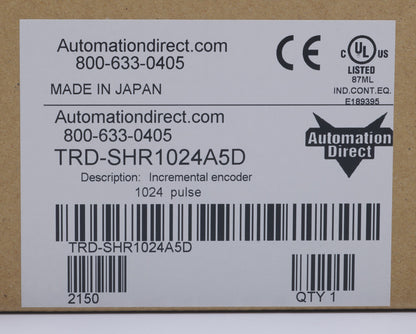 Automationdirect.com
800-633-0405
MADE IN JAPAN
CE
C UL US
LISTED
87ML
IND.CONT.EQ.
E189395
Automationdirect.com
800-633-0405
TRD-SHR1024A5D
Description: Incremental encoder
1024 pulse
Automation
Direct
TRD-SHR1024A5D
2150
QTY 1